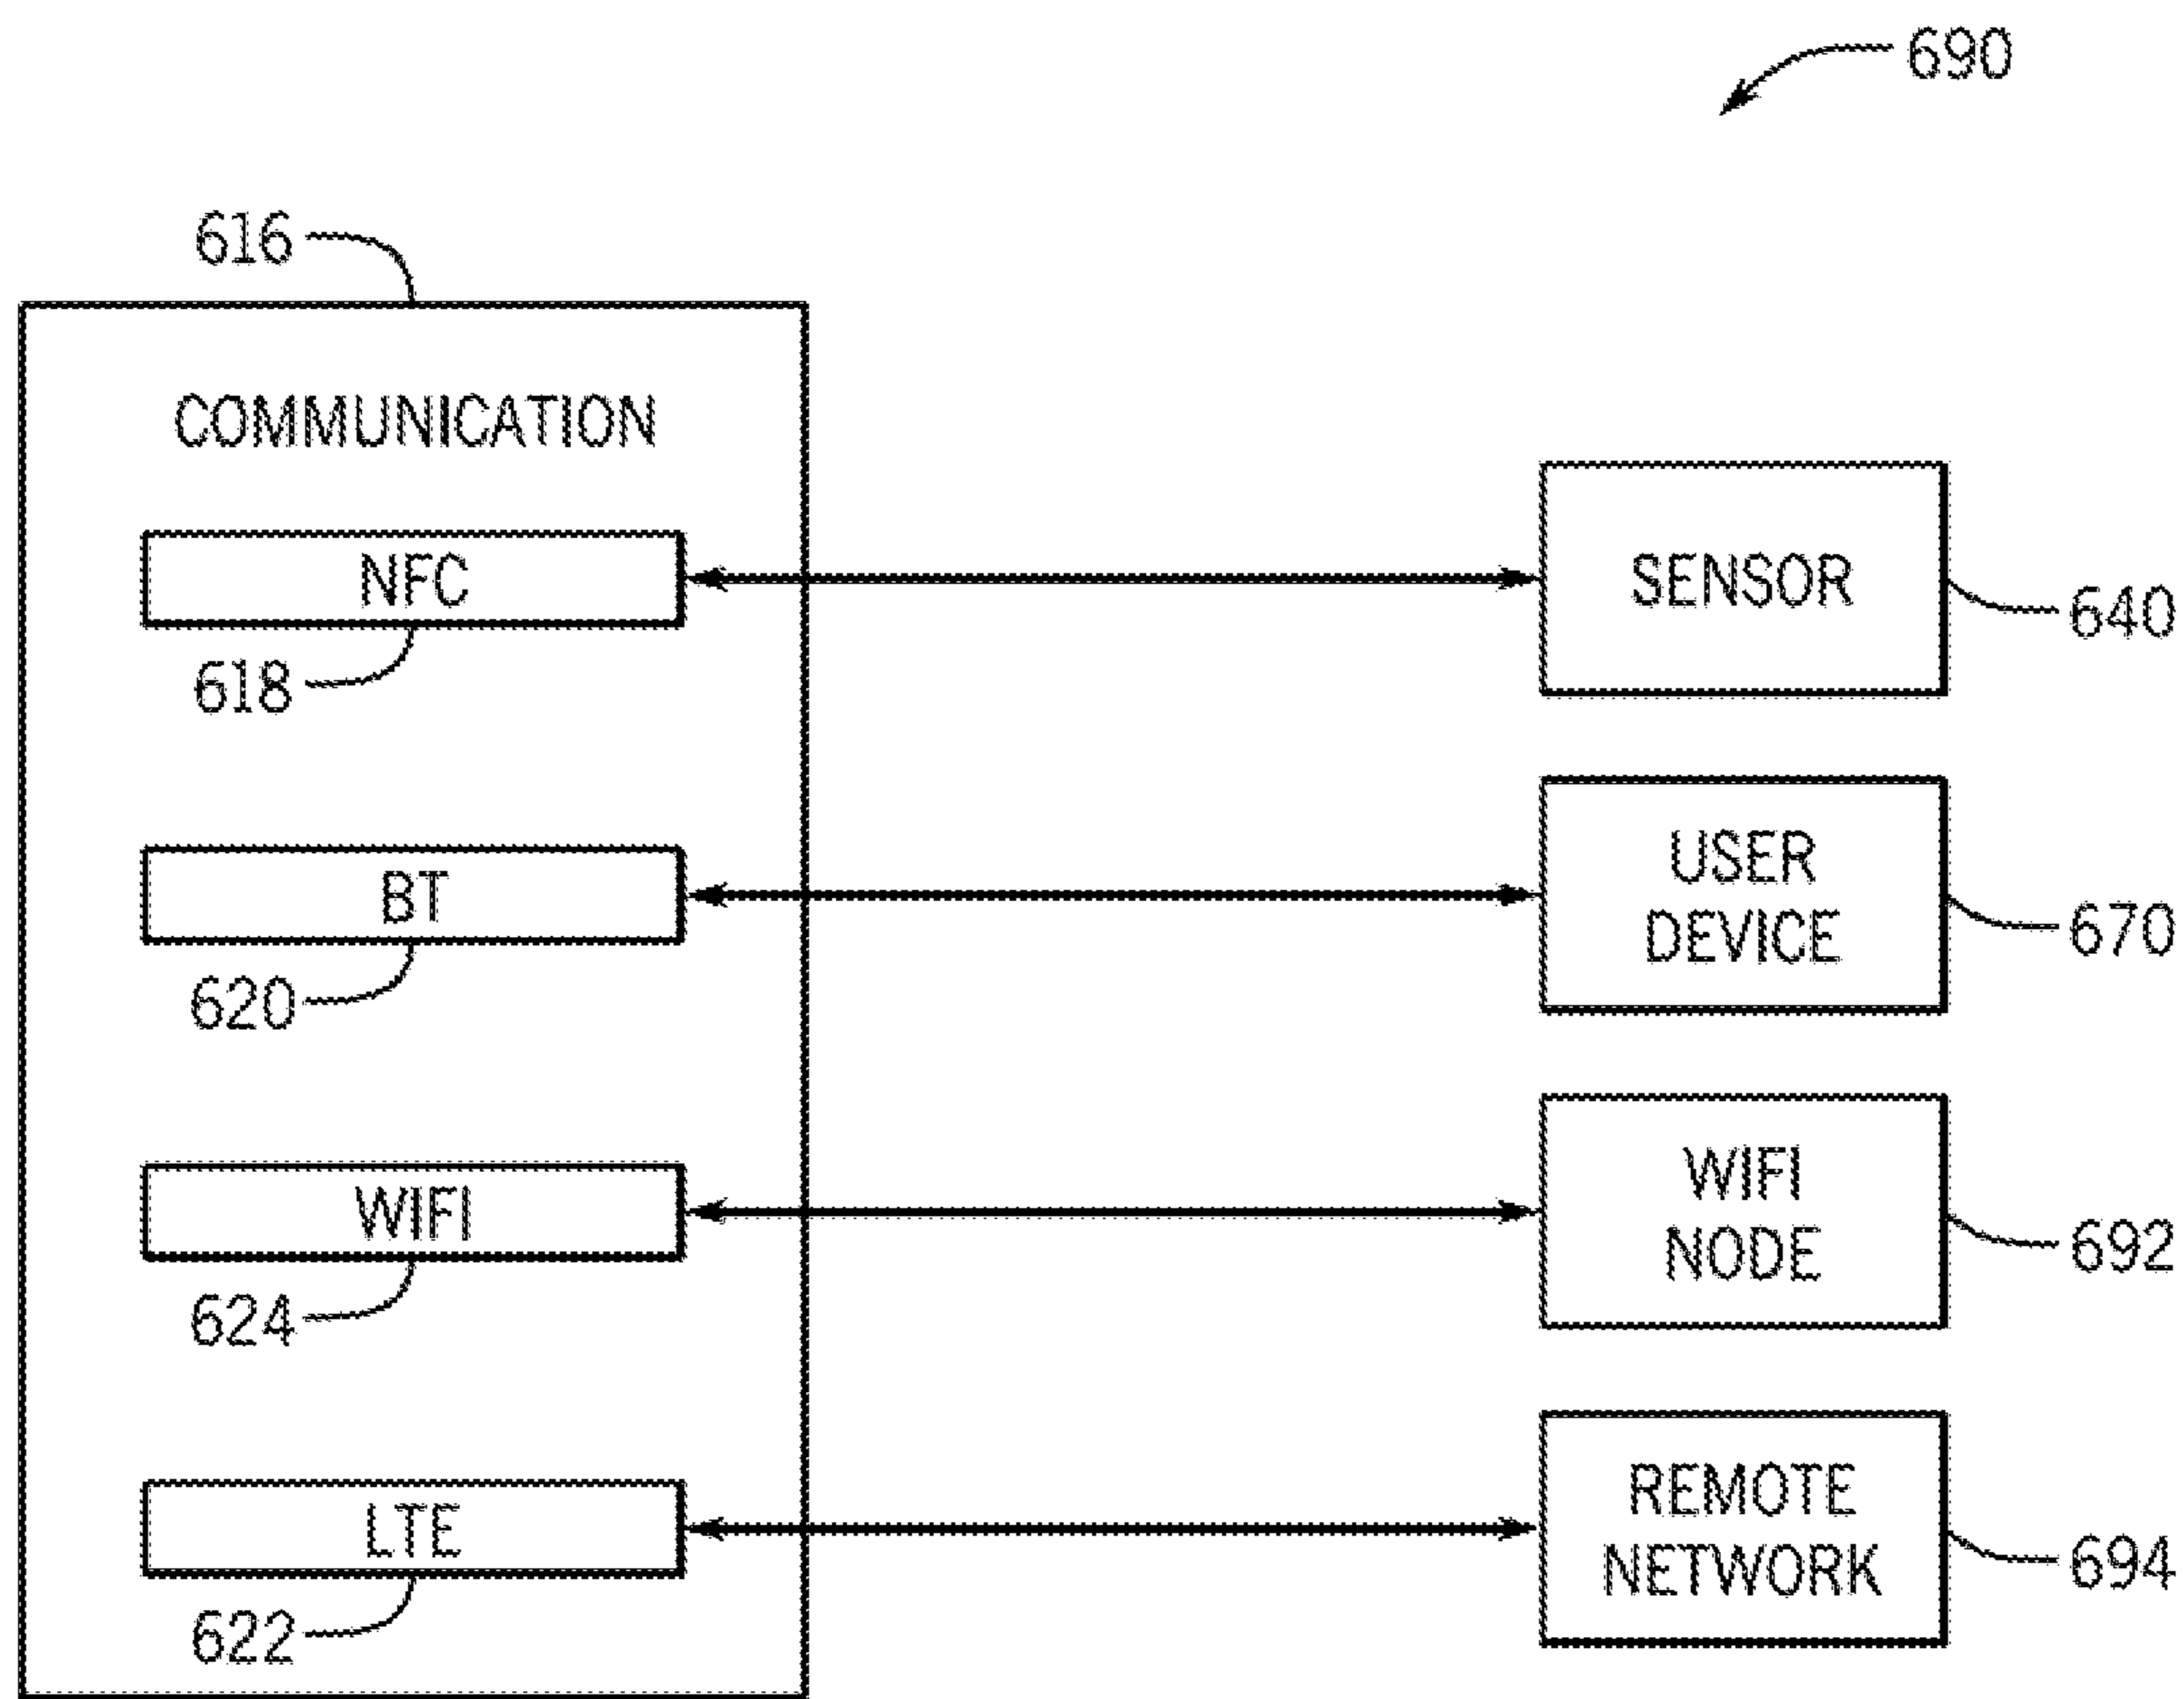 690
616
COMMUNICATION
NFC
618
SENSOR
640
BT
620
USER
DEVICE
670
WIFI
624
WIFI
NODE
692
LTE
622
REMOTE
NETWORK
694